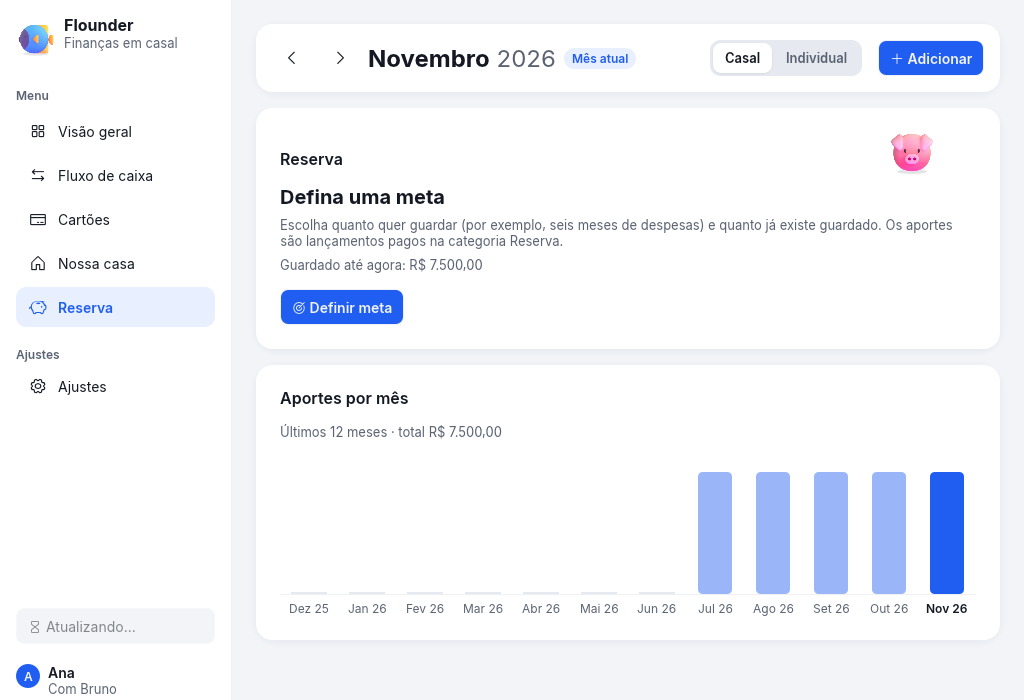 Flounder
Finanças em casal
Menu
Visão geral
Fluxo de caixa
Cartões
Nossa casa
Reserva
Ajustes
Ajustes
Atualizando...
A
Ana
Com Bruno
Novembro 2026
Mês atual
Casal
Individual
Adicionar
Reserva
Defina uma meta
Escolha quanto quer guardar (por exemplo, seis meses de despesas) e quanto já existe guardado. Os aportes
são lançamentos pagos na categoria Reserva.
Guardado até agora: R$ 7.500,00
Definir meta
Aportes por mês
Últimos 12 meses · total R$ 7.500,00
Dez 25
Jan 26
Fev 26
Mar 26
Abr 26
Mai 26
Jun 26
Jul 26
Ago 26
Set 26
Out 26
Nov 26